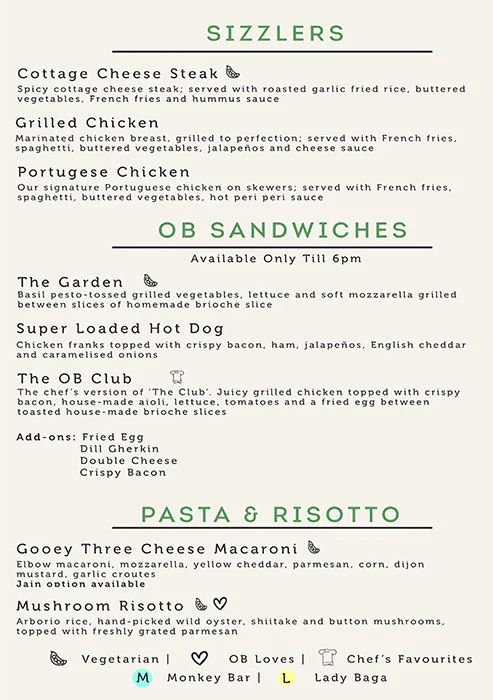 SIZZLERS
Cottage Cheese Steak
Spicy cottage cheese steak; served with roasted garlic fried rice, buttered
vegetables, French fries and hummus sauce
Grilled Chicken
Marinated chicken breast, grilled to perfection; served with French fries,
spaghetti, buttered vegetables, jalapeños and cheese sauce
Portugese Chicken
Our signature Portuguese chicken on skewers; served with French fries,
spaghetti, buttered vegetables, hot peri peri sauce
OB SANDWICHES
Available Only Till 6pm
The Garden
Basil pesto-tossed grilled vegetables, lettuce and soft mozzarella grilled
between slices of homemade brioche slice
Super Loaded Hot Dog
Chicken franks topped with crispy bacon, ham, jalapeños, English cheddar
and caramelised onions
The OB Club
The chef's version of 'The Club'. Juicy grilled chicken topped with crispy
bacon, house-made aioli, lettuce, tomatoes and a fried egg between
toasted house-made brioche slices
Add-ons: Fried Egg
Dill Gherkin
Double Cheese
Crispy Bacon
PASTA & RISOTTO
Gooey Three Cheese Macaroni
Elbow macaroni, mozzarella, yellow cheddar, parmesan, corn, dijon
mustard, garlic croutes
Jain option available
Mushroom Risotto
Arborio rice, hand-picked wild oyster, shiitake and button mushrooms,
topped with freshly grated parmesan
Vegetarian | OB Loves | Chef's Favourites
M Monkey Bar | L Lady Baga